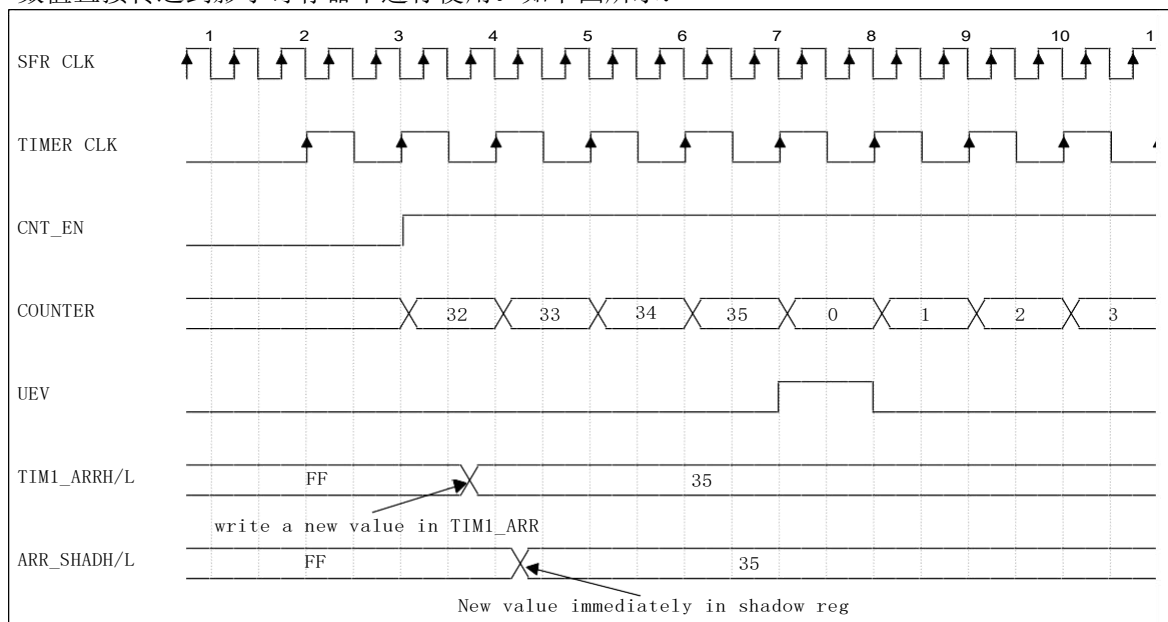 1 2 3 4 5 6 7 8 9 10 1
SFR CLK
TIMER CLK
CNT_EN
COUNTER 32 33 34 35 0 1 2 3
UEV
TIM1_ARRH/L FF 35
write a new value in TIM1_ARR
ARR_SHADH/L FF 35
New value immediately in shadow reg